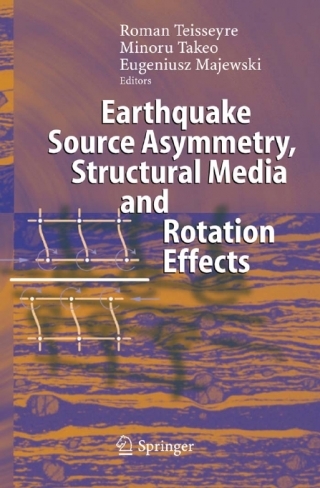 Roman Teisseyre
Minoru Takeo
Eugeniusz Majewski
Editors
Earthquake
Source Asymmetry,
Structural Media
and
Rotation
Effects
Springer